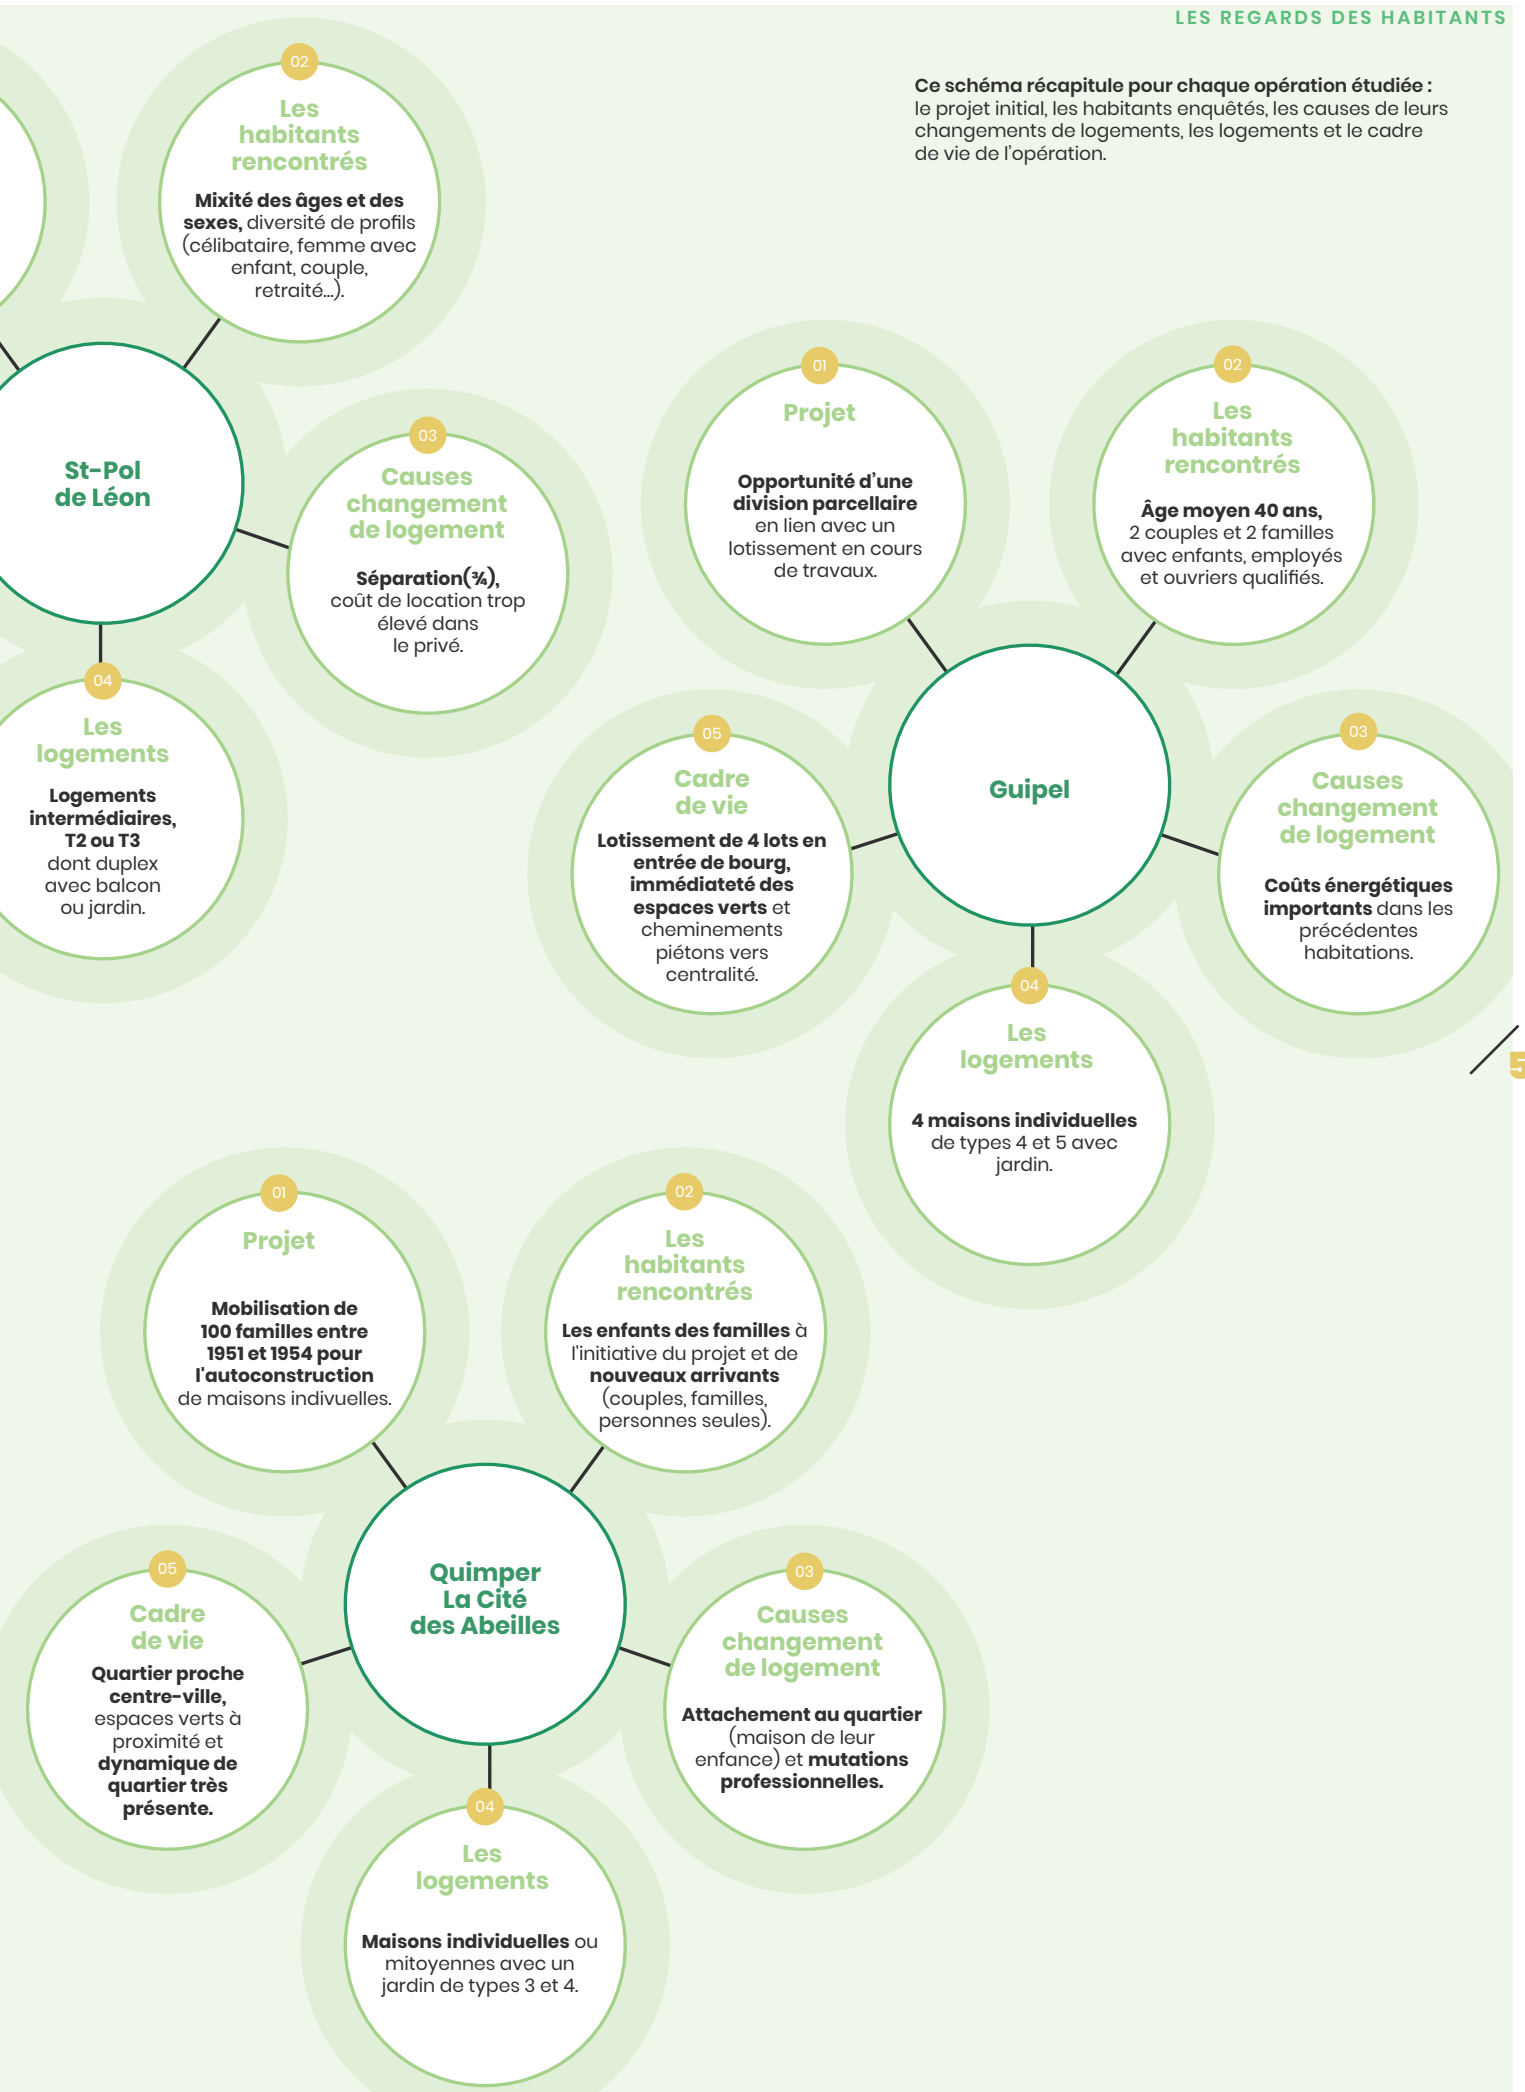 LES REGARDS DES HABITANTS
Ce schéma récapitule pour chaque opération étudiée :
le projet initial, les habitants enquêtés, les causes de leurs
changements de logements, les logements et le cadre
de vie de l'opération.
St-Pol
de Léon
02
Les
habitants
rencontrés
Mixité des âges et des
sexes, diversité de profils
(célibataire, femme avec
enfant, couple,
retraité...).
03
Causes
changement
de logement
Séparation(¾),
coût de location trop
élevé dans
le privé.
04
Les
logements
Logements
intermédiaires,
T2 ou T3
dont duplex
avec balcon
ou jardin.
Guipel
01
Projet
Opportunité d'une
division parcellaire
en lien avec un
lotissement en cours
de travaux.
02
Les
habitants
rencontrés
Âge moyen 40 ans,
2 couples et 2 familles
avec enfants, employés
et ouvriers qualifiés.
03
Causes
changement
de logement
Coûts énergétiques
importants dans les
précédentes
habitations.
04
Les
logements
4 maisons individuelles
de types 4 et 5 avec
jardin.
05
Cadre
de vie
Lotissement de 4 lots en
entrée de bourg,
immédiateté des
espaces verts et
cheminements
piétons vers
centralité.
5
Quimper
La Cité
des Abeilles
01
Projet
Mobilisation de
100 familles entre
1951 et 1954 pour
l'autoconstruction
de maisons indivuelles.
02
Les
habitants
rencontrés
Les enfants des familles à
l'initiative du projet et de
nouveaux arrivants
(couples, familles,
personnes seules).
03
Causes
changement
de logement
Attachement au quartier
(maison de leur
enfance) et mutations
professionnelles.
04
Les
logements
Maisons individuelles ou
mitoyennes avec un
jardin de types 3 et 4.
05
Cadre
de vie
Quartier proche
centre-ville,
espaces verts à
proximité et
dynamique de
quartier très
présente.